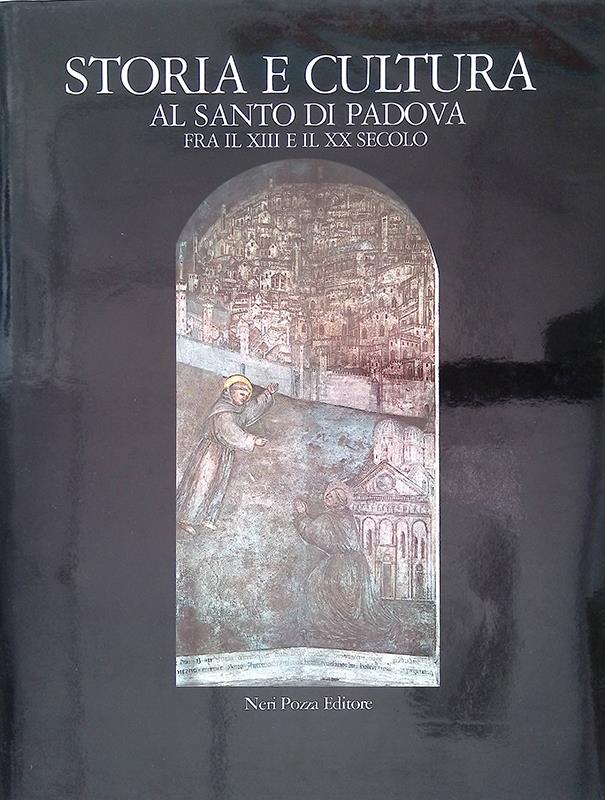 STORIA E CULTURA
AL SANTO DI PADOVA
FRA IL XIII E IL XX SECOLO
Neri Pozza Editore